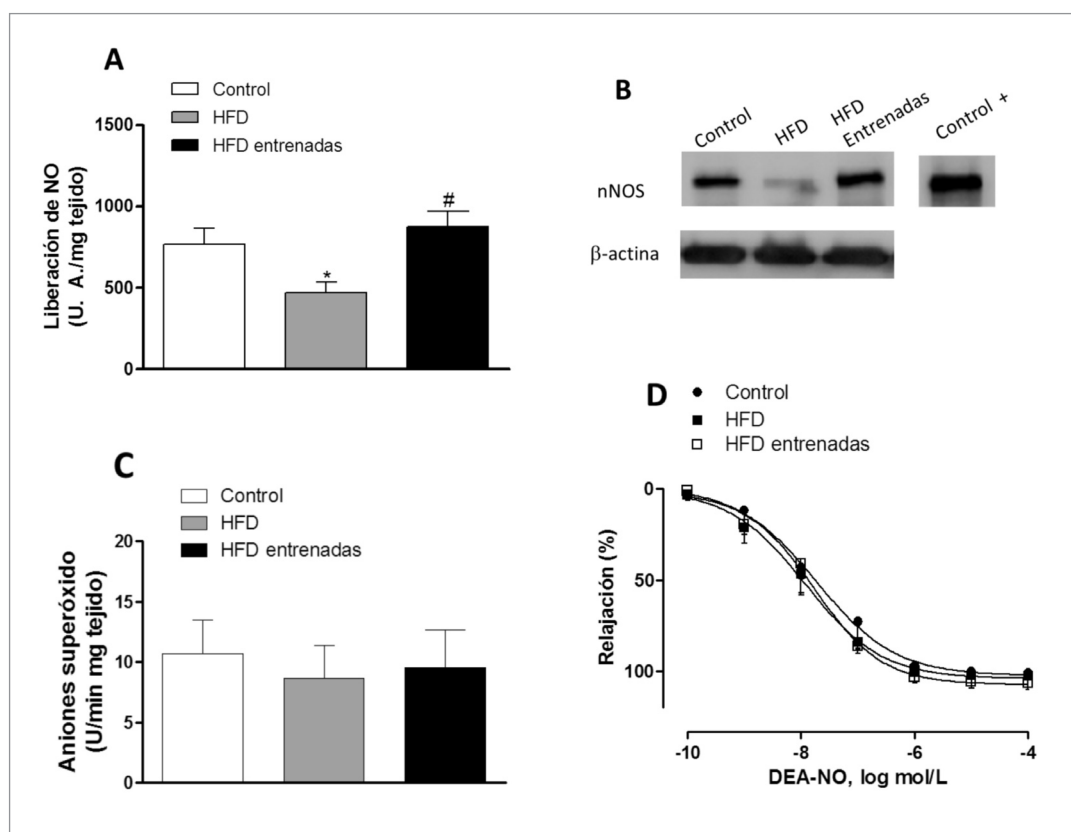 A
Control
HFD
HFD entrenadas
1500
1000
500
0
Liberación de NO
(U. A./mg tejido)
*
#
B
Control
HFD
HFD
Entrenadas
Control +
nNOS
β-actina
C
Control
HFD
HFD entrenadas
20
15
10
5
0
Aniones superóxido
(U/min mg tejido)
D
Control
HFD
HFD entrenadas
0
50
100
Relajación (%)
-10
-8
-6
-4
DEA-NO, log mol/L